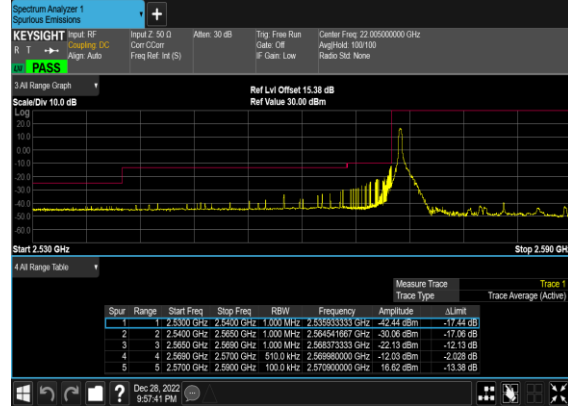 Spectrum Analyzer 1
Spurious Emissions
+
KEYSIGHT Input: RF Input Z: 50 Ω Atten: 30 dB Trig: Free Run Center Freq: 22.005000000 GHz
R T Coupling: DC Corr CCorr Gate: Off Avg|Hold: 100/100
Align: Auto Freq Ref: Int (S) IF Gain: Low Radio Std: None
PASS
3 All Range Graph
Ref Lvl Offset 15.38 dB
Scale/Div 10.0 dB Ref Value 30.00 dBm
Log
20.0
10.0
0.00
-10.0
-20.0
-30.0
-40.0
-50.0
-60.0
Start 2.530 GHz Stop 2.590 GH
4 All Range Table
Measure Trace Trace 1
Trace Type Trace Average (Active)
Spur Range Start Freq Stop Freq RBW Frequency Amplitude ΔLimit
1 1 2.5300 GHz 2.5400 GHz 1.000 MHz 2.535933333 GHz -42.44 dBm -17.44 dB
2 2 2.5400 GHz 2.5650 GHz 1.000 MHz 2.564541667 GHz -30.06 dBm -17.06 dB
3 3 2.5650 GHz 2.5690 GHz 1.000 MHz 2.568373333 GHz -22.13 dBm -12.13 dB
4 4 2.5690 GHz 2.5700 GHz 510.0 kHz 2.569980000 GHz -12.03 dBm -2.028 dB
5 5 2.5700 GHz 2.5900 GHz 100.0 kHz 2.570900000 GHz 16.62 dBm -13.38 dB
? Dec 28, 2022
9:57:41 PM